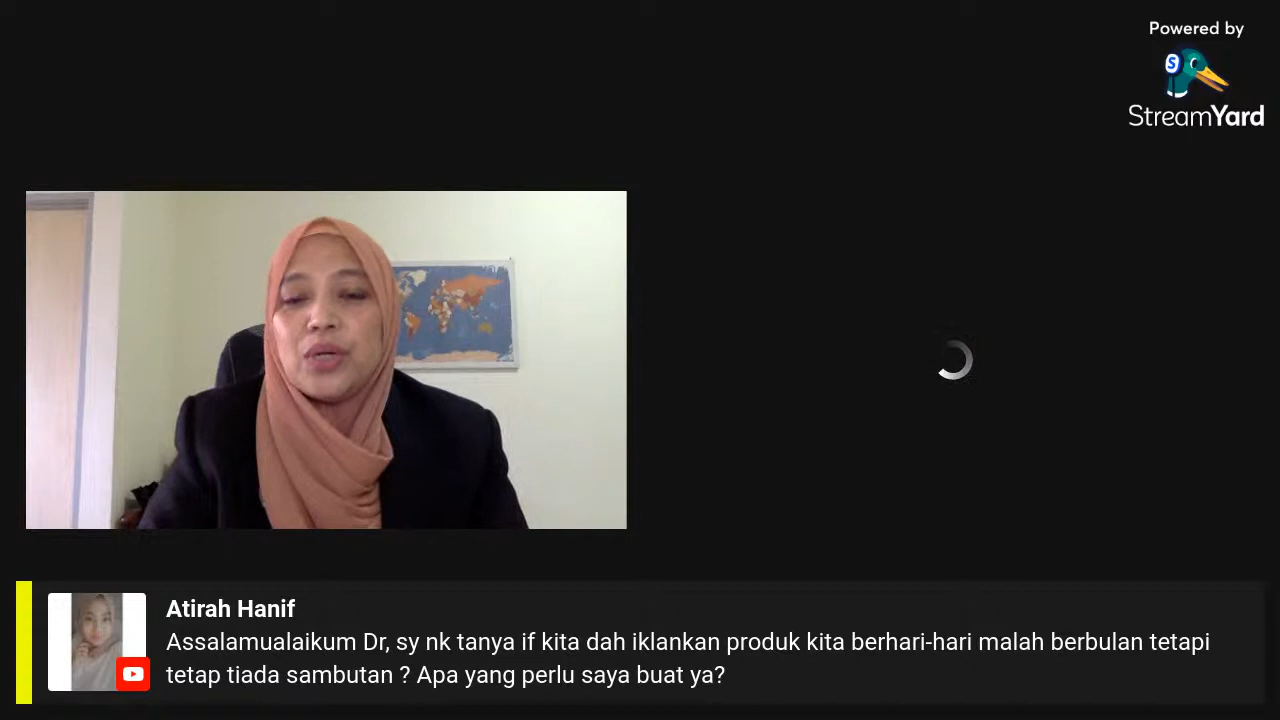 Powered by
StreamYard
Atirah Hanif
Assalamualaikum Dr, sy nk tanya if kita dah iklankan produk kita berhari-hari malah berbulan tetapi
tetap tiada sambutan ? Apa yang perlu saya buat ya?